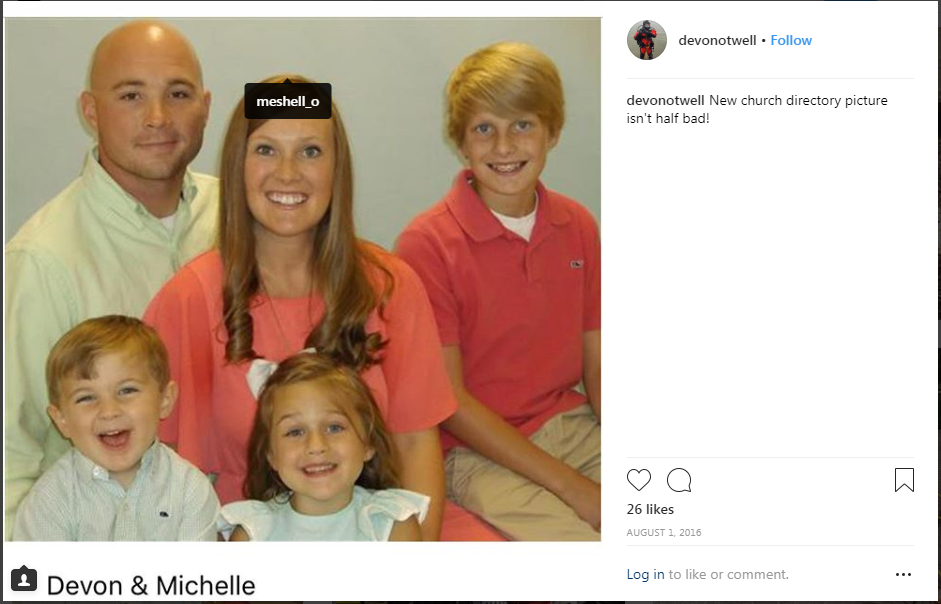 meshell_o
Devon & Michelle
devonotwell • Follow
devonotwell New church directory picture
isn't half bad!
26 likes
AUGUST 1, 2016
Log in to like or comment.